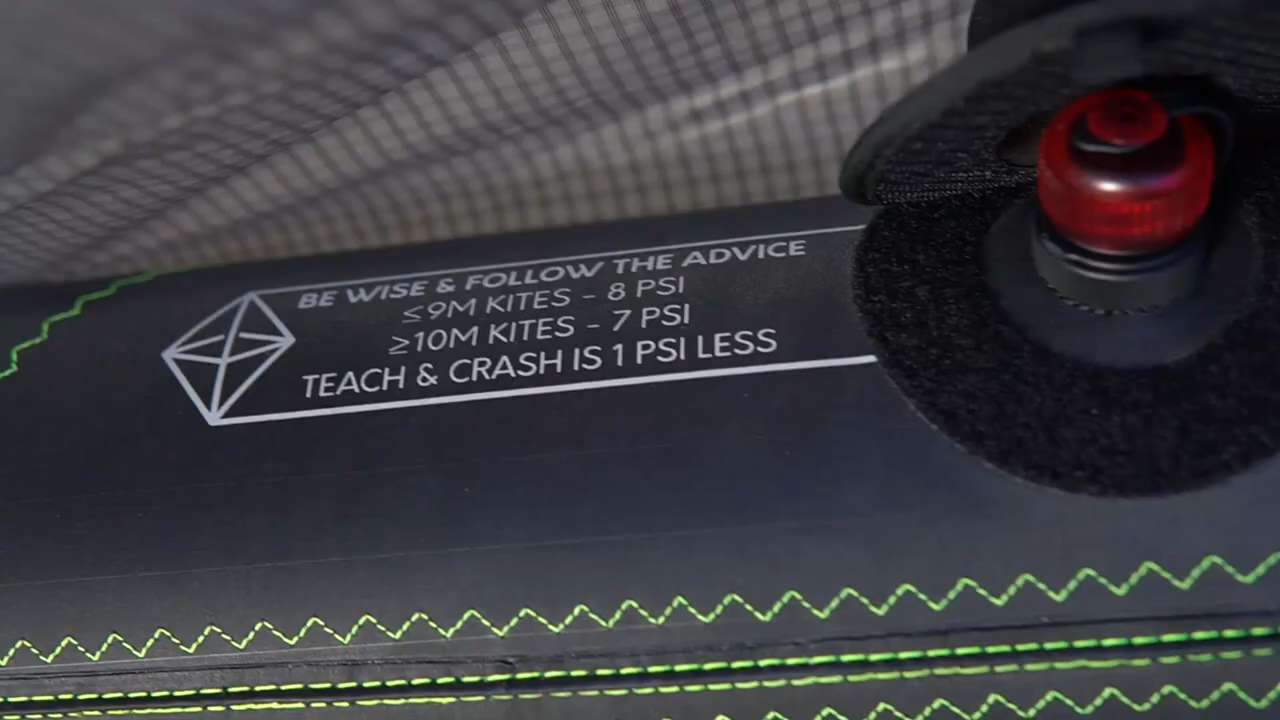 BE WISE & FOLLOW THE ADVICE
≤9M KITES - 8 PSI
≥10M KITES - 7 PSI
TEACH & CRASH IS 1 PSI LESS